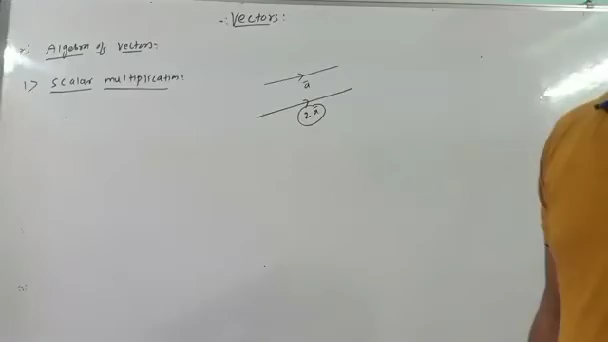 -: Vectors :
Algebra of vectors:
1> Scalar multiplication:
a̅
2.a̅